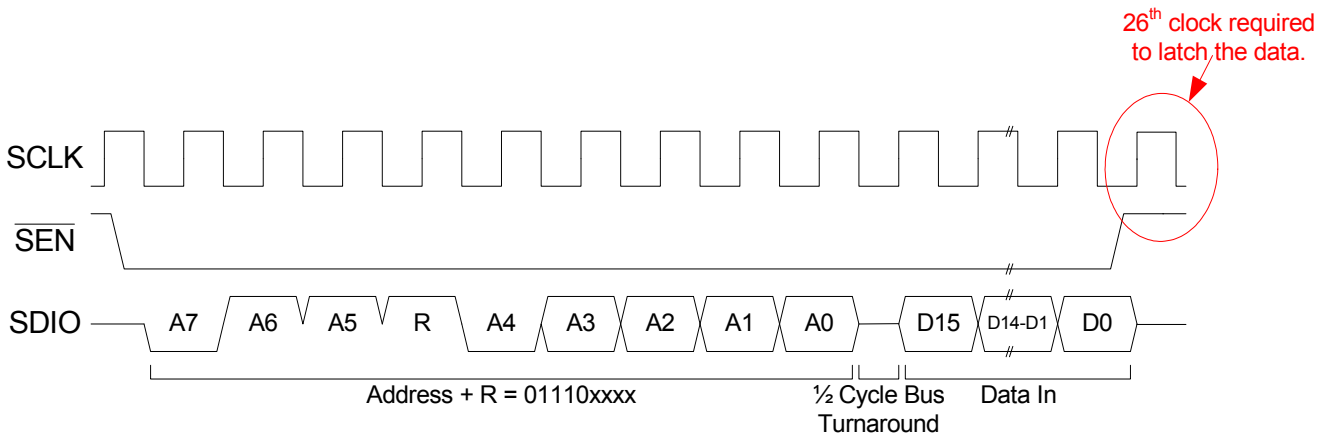 26th clock required
to latch the data.
SCLK
SEN
SDIO
A7 A6 A5 R A4 A3 A2 A1 A0 D15 D14-D1 D0
Address + R = 01110xxxx
½ Cycle Bus
Turnaround
Data In